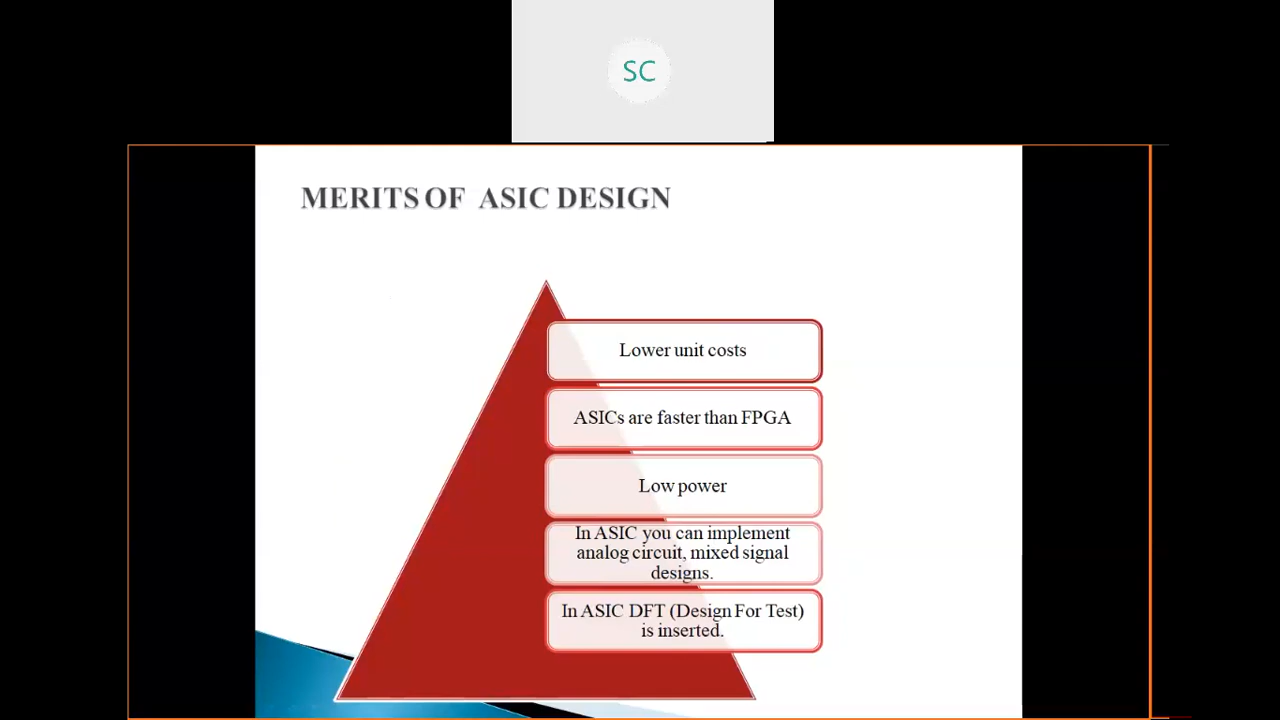 SC
MERITS OF ASIC DESIGN
Lower unit costs
ASICs are faster than FPGA
Low power
In ASIC you can implement
analog circuit, mixed signal
designs.
In ASIC DFT (Design For Test)
is inserted.